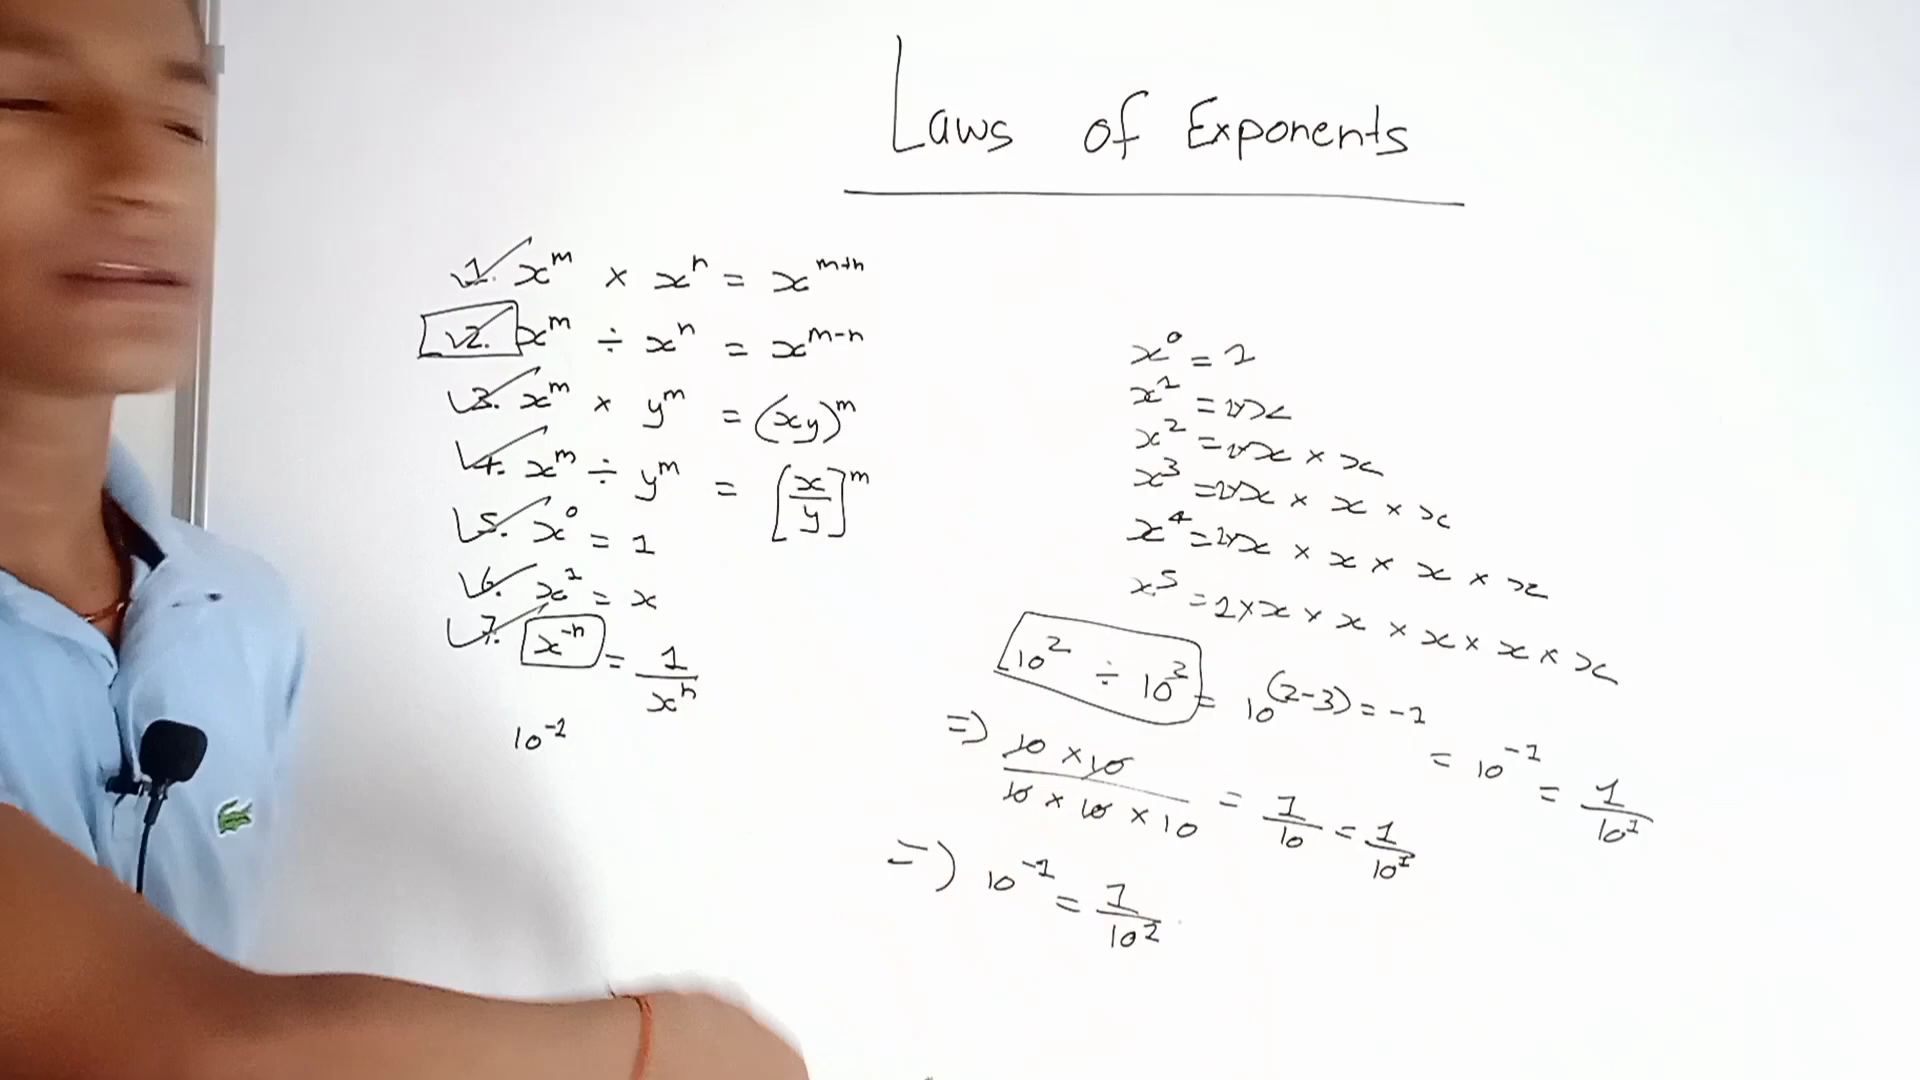 Laws of Exponents
1. x^m × x^n = x^{m+n}
2. x^m ÷ x^n = x^{m-n}
3. x^m × y^m = (xy)^m
4. x^m ÷ y^m = [x/y]^m
5. x^0 = 1
6. x^1 = x
7. x^{-n} = 1/x^n
10^{-1}
x^0 = 1
x^1 = 1×x
x^2 = 1×x × x
x^3 = 1×x × x × x
x^4 = 1×x × x × x × x
x^5 = 1×x × x × x × x × x
10^2 ÷ 10^3 = 10^{(2-3)} = -1
= 10^{-1} = 1/10^1
=) 10 × 10 / 10 × 10 × 10 = 1/10 = 1/10^1
=) 10^{-1} = 1/10^1